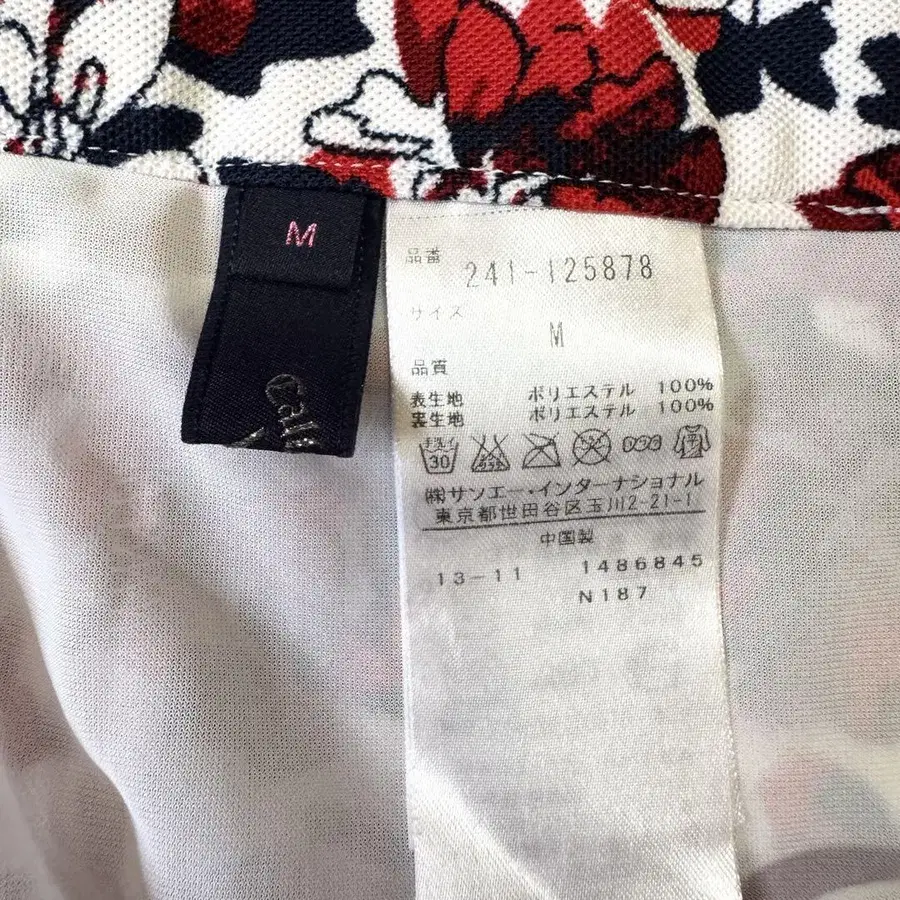 M
品番
241-125878
サイズ
M
品質
表生地 ポリエステル 100%
裏生地 ポリエステル 100%
手洗イ
30
㈱サンエー・インターナショナル
東京都世田谷区玉川2-21-1
中国製
13-11 1486845
N187